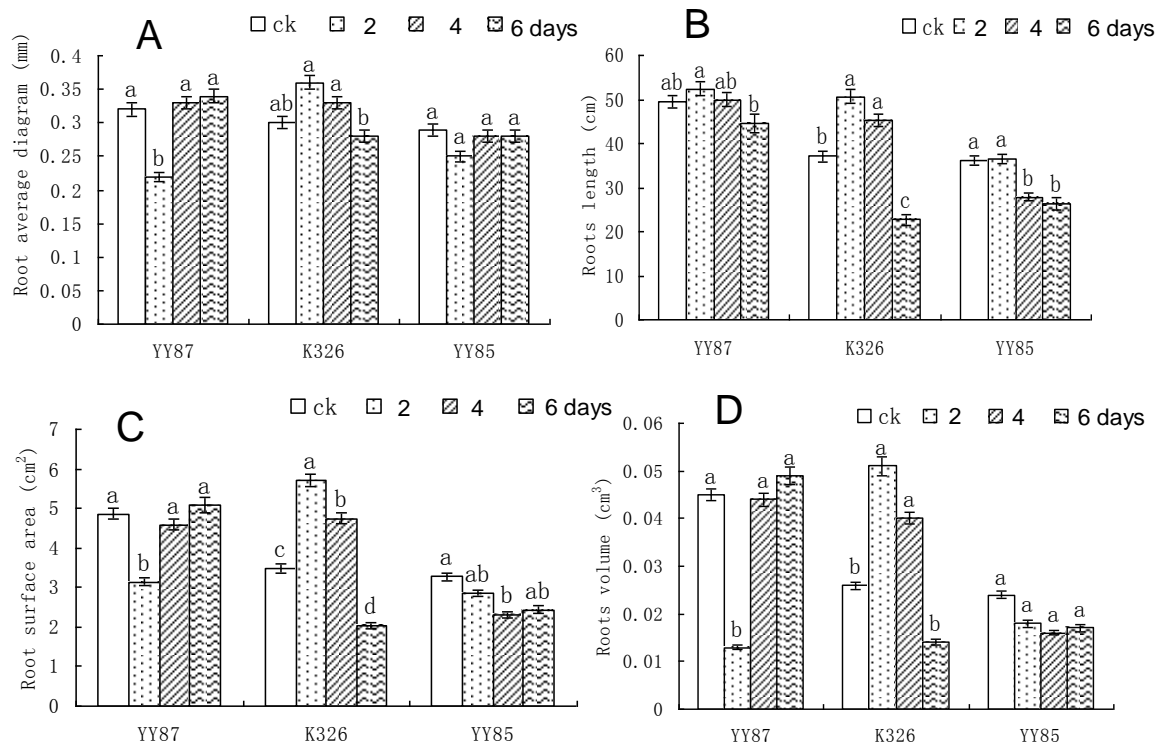 A
ck 2 4 6 days
Root average diagram (mm)
0.4
0.35
0.3
0.25
0.2
0.15
0.1
0.05
0
a b a a
ab a a b
a a a a
YY87 K326 YY85
B
ck 2 4 6 days
Roots length (cm)
60
50
40
30
20
10
0
ab a ab b
b a a c
a a b b
YY87 K326 YY85
C
ck 2 4 6 days
Root surface area (cm²)
7
6
5
4
3
2
1
0
a b a a
c a b d
a ab b ab
YY87 K326 YY85
D
ck 2 4 6 days
Roots volume (cm³)
0.06
0.05
0.04
0.03
0.02
0.01
0
a b a a
b a a b
a a a a
YY87 K326 YY85